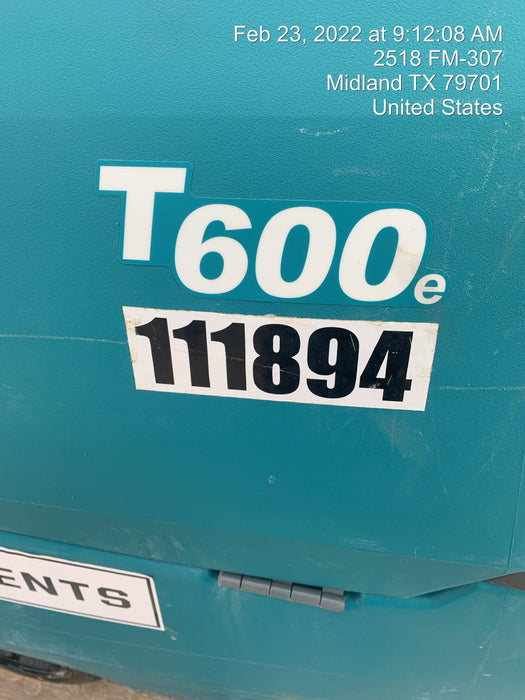 Feb 23, 2022 at 9:12:08 AM
2518 FM-307
Midland TX 79701
United States
T600e
111894
ENTS